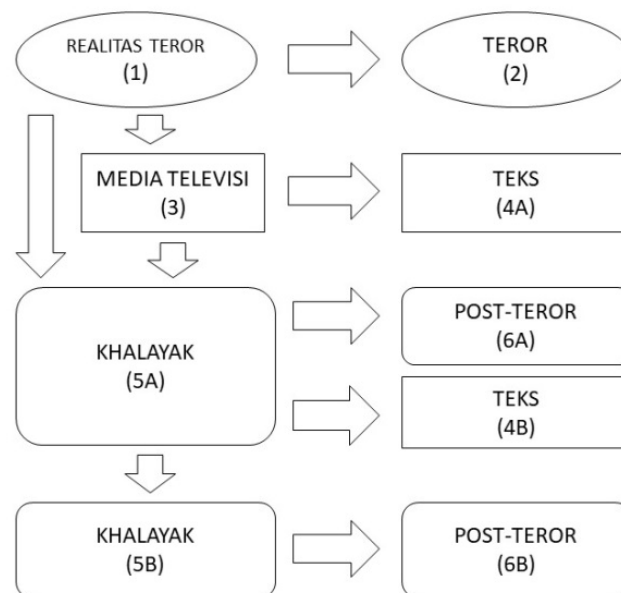 REALITAS TEROR
(1)
TEROR
(2)
MEDIA TELEVISI
(3)
TEKS
(4A)
KHALAYAK
(5A)
POST-TEROR
(6A)
TEKS
(4B)
KHALAYAK
(5B)
POST-TEROR
(6B)